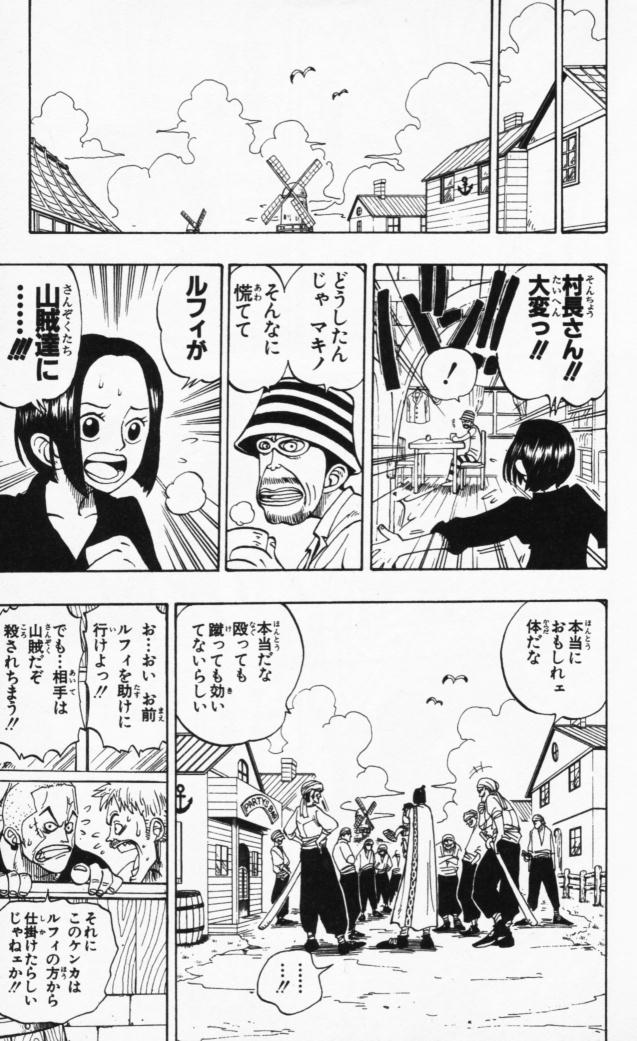 村長さん!!
大変っ!!
！
どうしたん
じゃ マキノ
そんなに
慌てて
ルフィが
山賊達に
……!!!
本当に
おもしれェ
体だな
本当だな
殴っても
蹴っても効い
てないらしい
PARTYS BAR
………
……!!
お…おい お前
ルフィを助けに
行けよっ!!
でも…相手は
山賊だぞ
殺されちまう!!
それに
このケンカは
ルフィの方から
仕掛けたらしい
じゃねェか!!